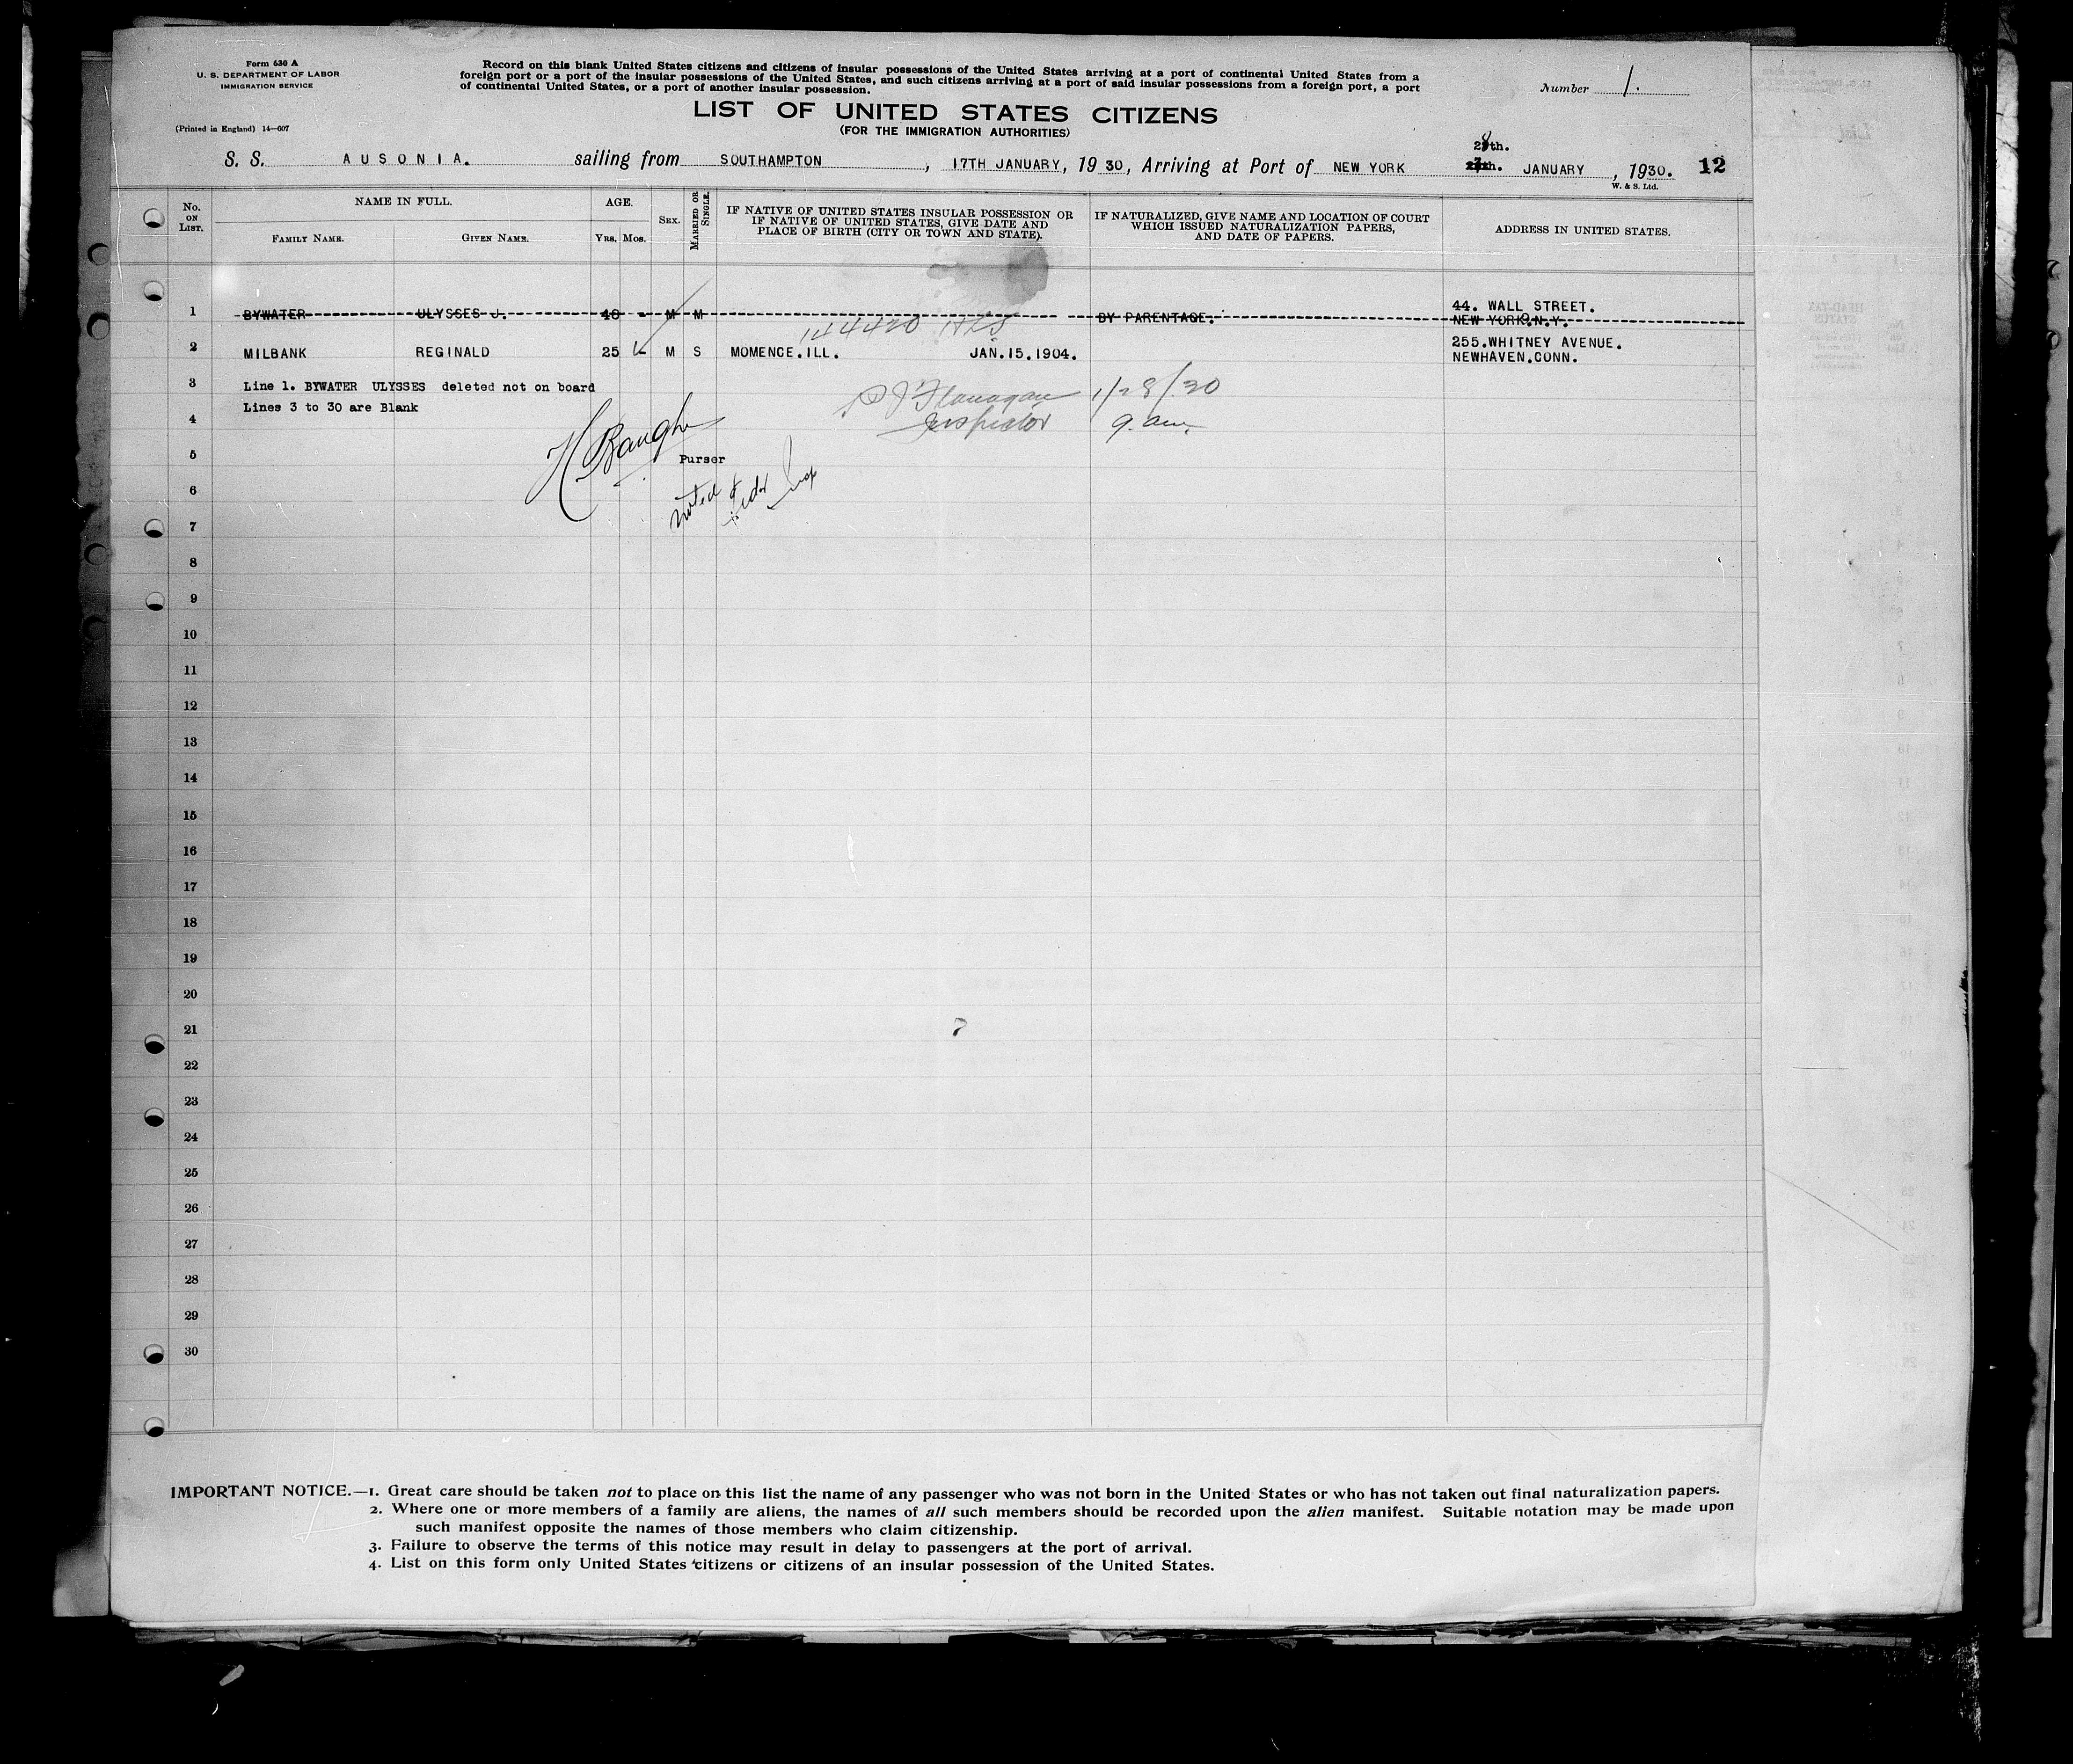 Form 630 A
U. S. DEPARTMENT OF LABOR
IMMIGRATION SERVICE
(Printed in England) 14—607
Record on this blank United States citizens and citizens of insular possessions of the United States arriving at a port of continental United States from a
foreign port or a port of the insular possessions of the United States, and such citizens arriving at a port of said insular possessions from a foreign port, a port
of continental United States, or a port of another insular possession.
Number 1.
LIST OF UNITED STATES CITIZENS
(FOR THE IMMIGRATION AUTHORITIES)
28th.
S. S. AUSONIA. sailing from SOUTHAMPTON, 17TH JANUARY, 1930, Arriving at Port of NEW YORK 27th. JANUARY, 1930. 12
W. & S. Ltd.
No. ON LIST.
NAME IN FULL.
FAMILY NAME. GIVEN NAME.
AGE.
YRS. MOS.
SEX.
MARRIED OR SINGLE.
IF NATIVE OF UNITED STATES INSULAR POSSESSION OR
IF NATIVE OF UNITED STATES, GIVE DATE AND
PLACE OF BIRTH (CITY OR TOWN AND STATE).
IF NATURALIZED, GIVE NAME AND LOCATION OF COURT
WHICH ISSUED NATURALIZATION PAPERS,
AND DATE OF PAPERS.
ADDRESS IN UNITED STATES.
1 BYWATER ULYSSES J. 40 - M M BY PARENTAGE. 44. WALL STREET.
NEW YORK.N.Y.
144420
2 MILBANK REGINALD 25 M S MOMENCE.ILL. JAN.15.1904. 255.WHITNEY AVENUE.
NEWHAVEN.CONN.
3 Line 1. BYWATER ULYSSES deleted not on board
Lines 3 to 30 are Blank
Flanagan 1/28/30
4 Inspector 9. am.
H Baugh
5 Purser
6 noted
7
8
9
10
11
12
13
14
15
16
17
18
19
20
21
22
23
24
25
26
27
28
29
30
IMPORTANT NOTICE.—1. Great care should be taken not to place on this list the name of any passenger who was not born in the United States or who has not taken out final naturalization papers.
2. Where one or more members of a family are aliens, the names of all such members should be recorded upon the alien manifest. Suitable notation may be made upon
such manifest opposite the names of those members who claim citizenship.
3. Failure to observe the terms of this notice may result in delay to passengers at the port of arrival.
4. List on this form only United States citizens or citizens of an insular possession of the United States.